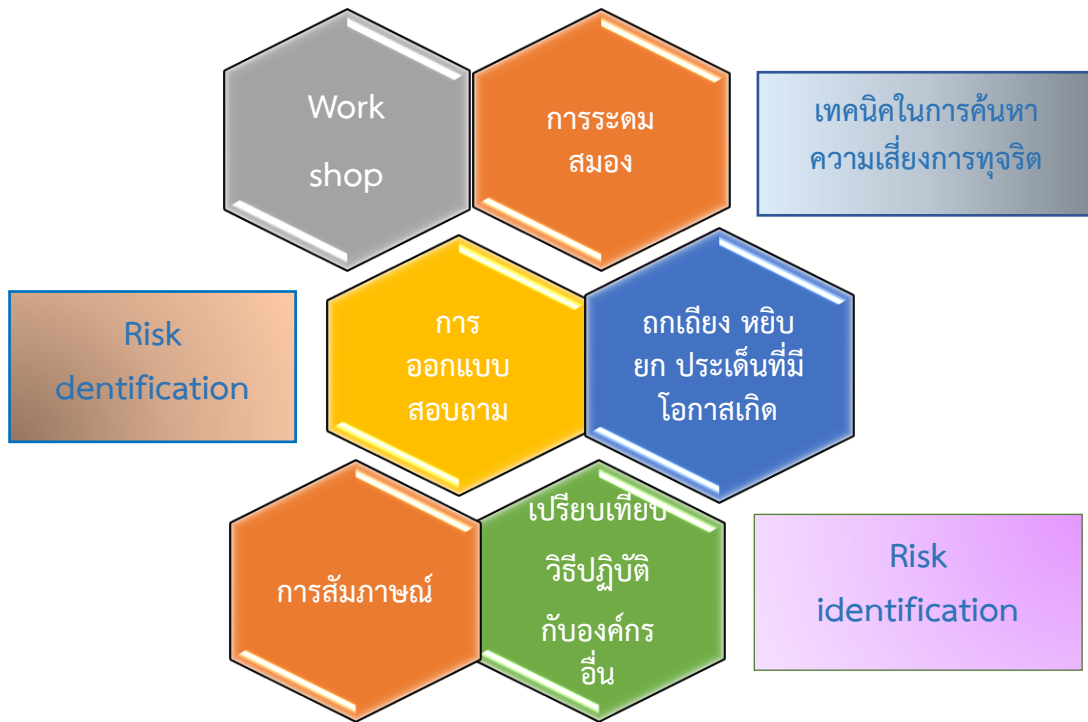 Work
shop
การระดม
สมอง
เทคนิคในการค้นหา
ความเสี่ยงการทุจริต
Risk
dentification
การ
ออกแบบ
สอบถาม
ถกเถียง หยิบ
ยก ประเด็นที่มี
โอกาสเกิด
การสัมภาษณ์
เปรียบเทียบ
วิธีปฏิบัติ
กับองค์กร
อื่น
Risk
identification